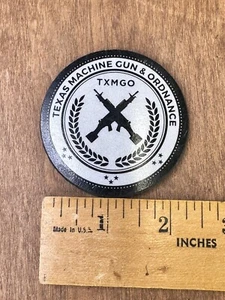 TEXAS MACHINE GUN & ORDNANCE
TXMGO
1 2
Made in U.S.A.
INCHES